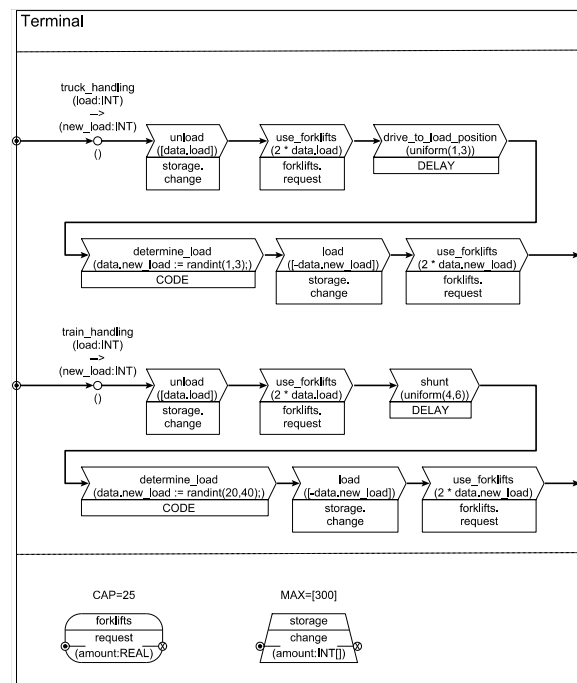 Terminal
truck_handling
(load:INT)
-->
(new_load:INT)
()
unload
([data.load])
storage.
change
use_forklifts
(2 * data.load)
forklifts.
request
drive_to_load_position
(uniform(1,3))
DELAY
determine_load
(data.new_load := randint(1,3);)
CODE
load
([-data.new_load])
storage.
change
use_forklifts
(2 * data.new_load)
forklifts.
request
train_handling
(load:INT)
-->
(new_load:INT)
()
unload
([data.load])
storage.
change
use_forklifts
(2 * data.load)
forklifts.
request
shunt
(uniform(4,6))
DELAY
determine_load
(data.new_load := randint(20,40);)
CODE
load
([-data.new_load])
storage.
change
use_forklifts
(2 * data.new_load)
forklifts.
request
CAP=25
forklifts
request
(amount:REAL)
MAX=[300]
storage
change
(amount:INT[])